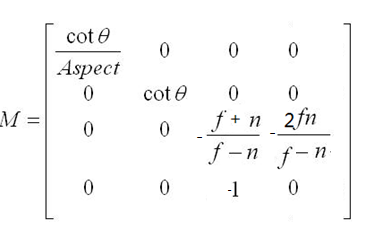 cot θ / Aspect 0 0 0
0 cot θ 0 0
M = 0 0 - f + n / f - n - 2fn / f - n
0 0 -1 0